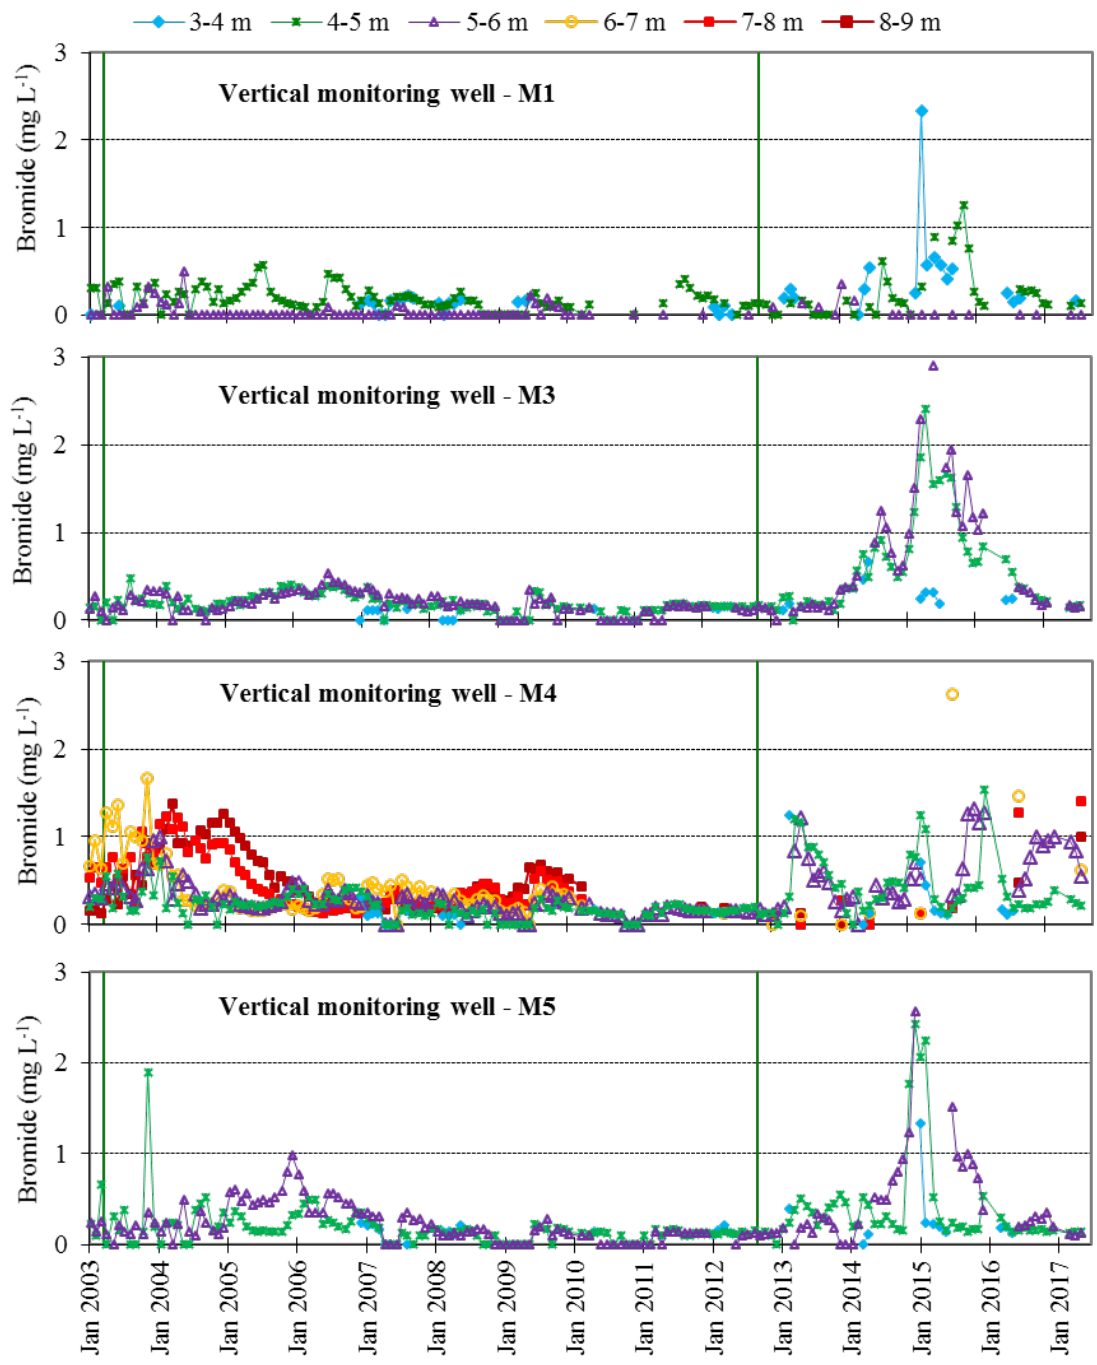 3-4 m 4-5 m 5-6 m 6-7 m 7-8 m 8-9 m
3
2
1
0
Bromide (mg L⁻¹)
Vertical monitoring well - M1
3
2
1
0
Bromide (mg L⁻¹)
Vertical monitoring well - M3
3
2
1
0
Bromide (mg L⁻¹)
Vertical monitoring well - M4
3
2
1
0
Bromide (mg L⁻¹)
Vertical monitoring well - M5
Jan 2003
Jan 2004
Jan 2005
Jan 2006
Jan 2007
Jan 2008
Jan 2009
Jan 2010
Jan 2011
Jan 2012
Jan 2013
Jan 2014
Jan 2015
Jan 2016
Jan 2017